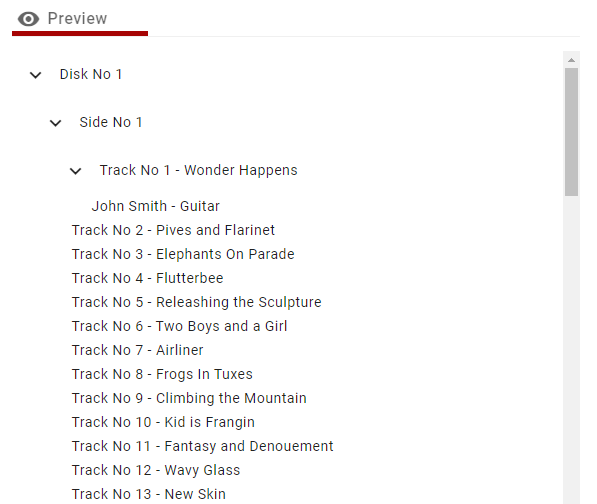 Preview
Disk No 1
Side No 1
Track No 1 - Wonder Happens
John Smith - Guitar
Track No 2 - Pives and Flarinet
Track No 3 - Elephants On Parade
Track No 4 - Flutterbee
Track No 5 - Releashing the Sculpture
Track No 6 - Two Boys and a Girl
Track No 7 - Airliner
Track No 8 - Frogs In Tuxes
Track No 9 - Climbing the Mountain
Track No 10 - Kid is Frangin
Track No 11 - Fantasy and Denouement
Track No 12 - Wavy Glass
Track No 13 - New Skin